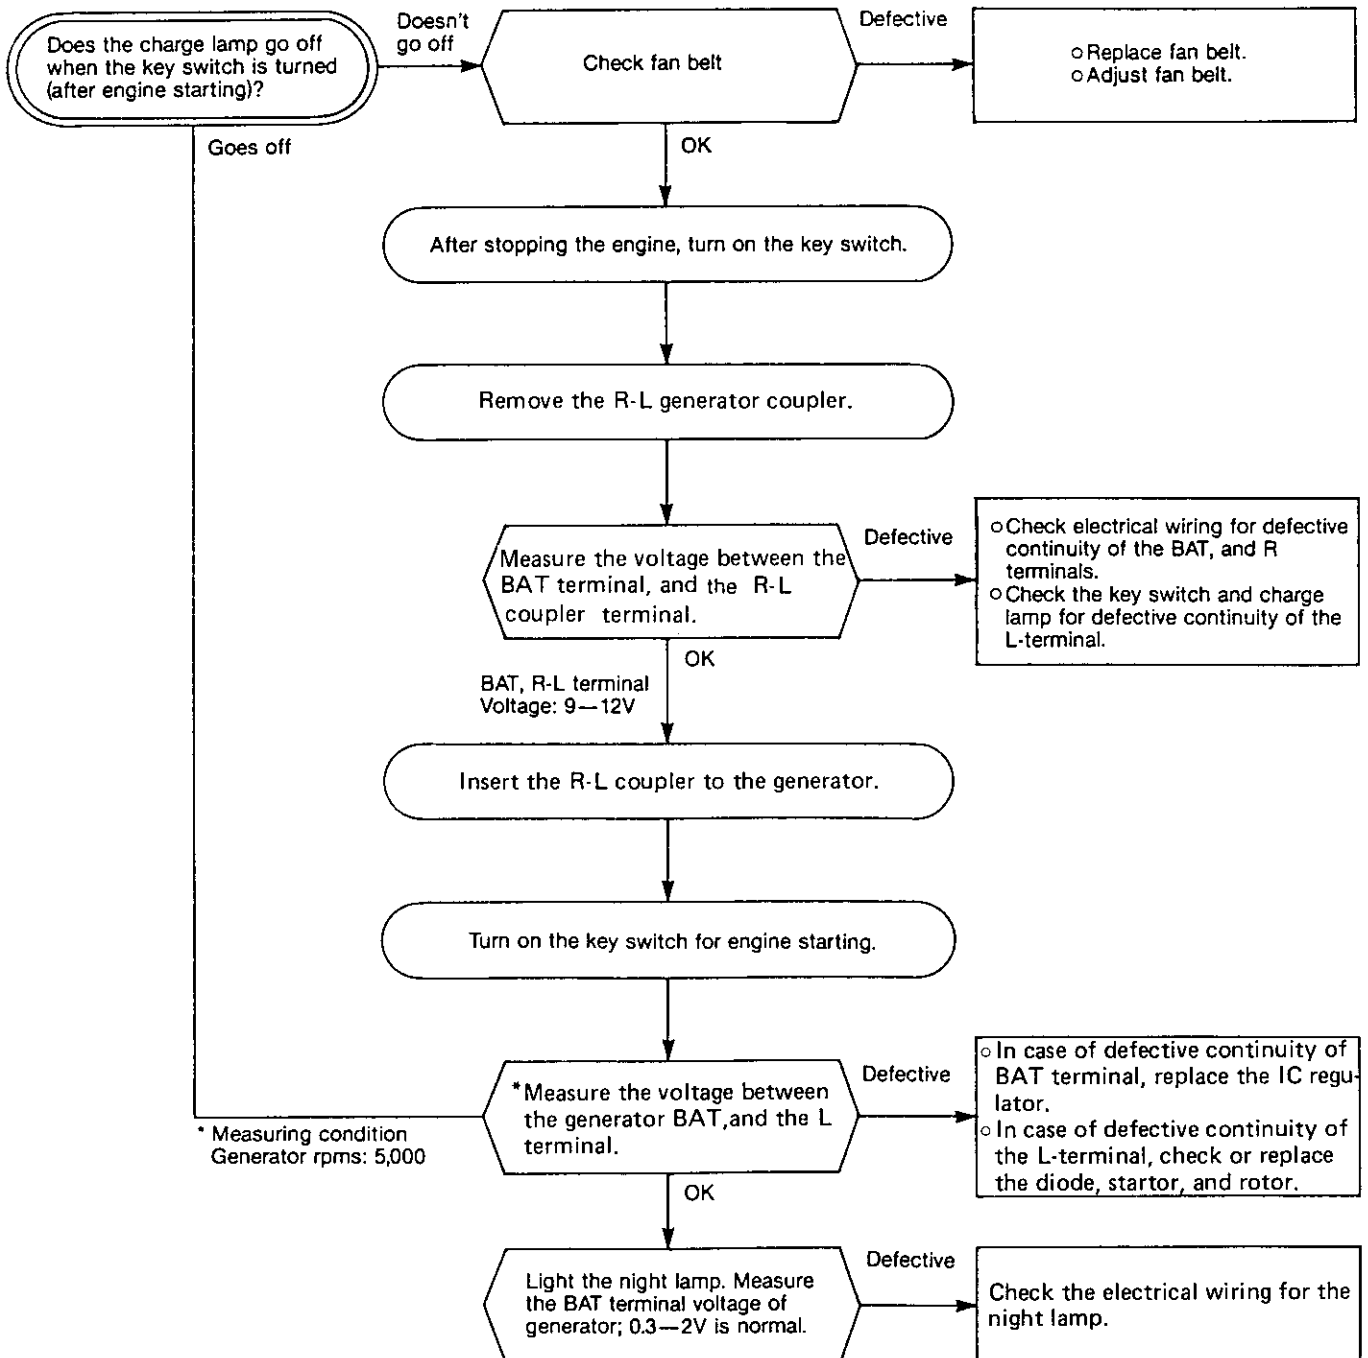 Does the charge lamp go off
when the key switch is turned
(after engine starting)?
Doesn't
go off
Check fan belt
Defective
○ Replace fan belt.
○ Adjust fan belt.
Goes off
OK
After stopping the engine, turn on the key switch.
Remove the R-L generator coupler.
Measure the voltage between the
BAT terminal, and the R-L
coupler terminal.
Defective
○ Check electrical wiring for defective
continuity of the BAT, and R
terminals.
○ Check the key switch and charge
lamp for defective continuity of the
L-terminal.
OK
BAT, R-L terminal
Voltage: 9—12V
Insert the R-L coupler to the generator.
Turn on the key switch for engine starting.
* Measure the voltage between
the generator BAT,and the L
terminal.
Defective
○ In case of defective continuity of
BAT terminal, replace the IC regu-
lator.
○ In case of defective continuity of
the L-terminal, check or replace
the diode, startor, and rotor.
* Measuring condition
Generator rpms: 5,000
OK
Light the night lamp. Measure
the BAT terminal voltage of
generator; 0.3—2V is normal.
Defective
Check the electrical wiring for the
night lamp.